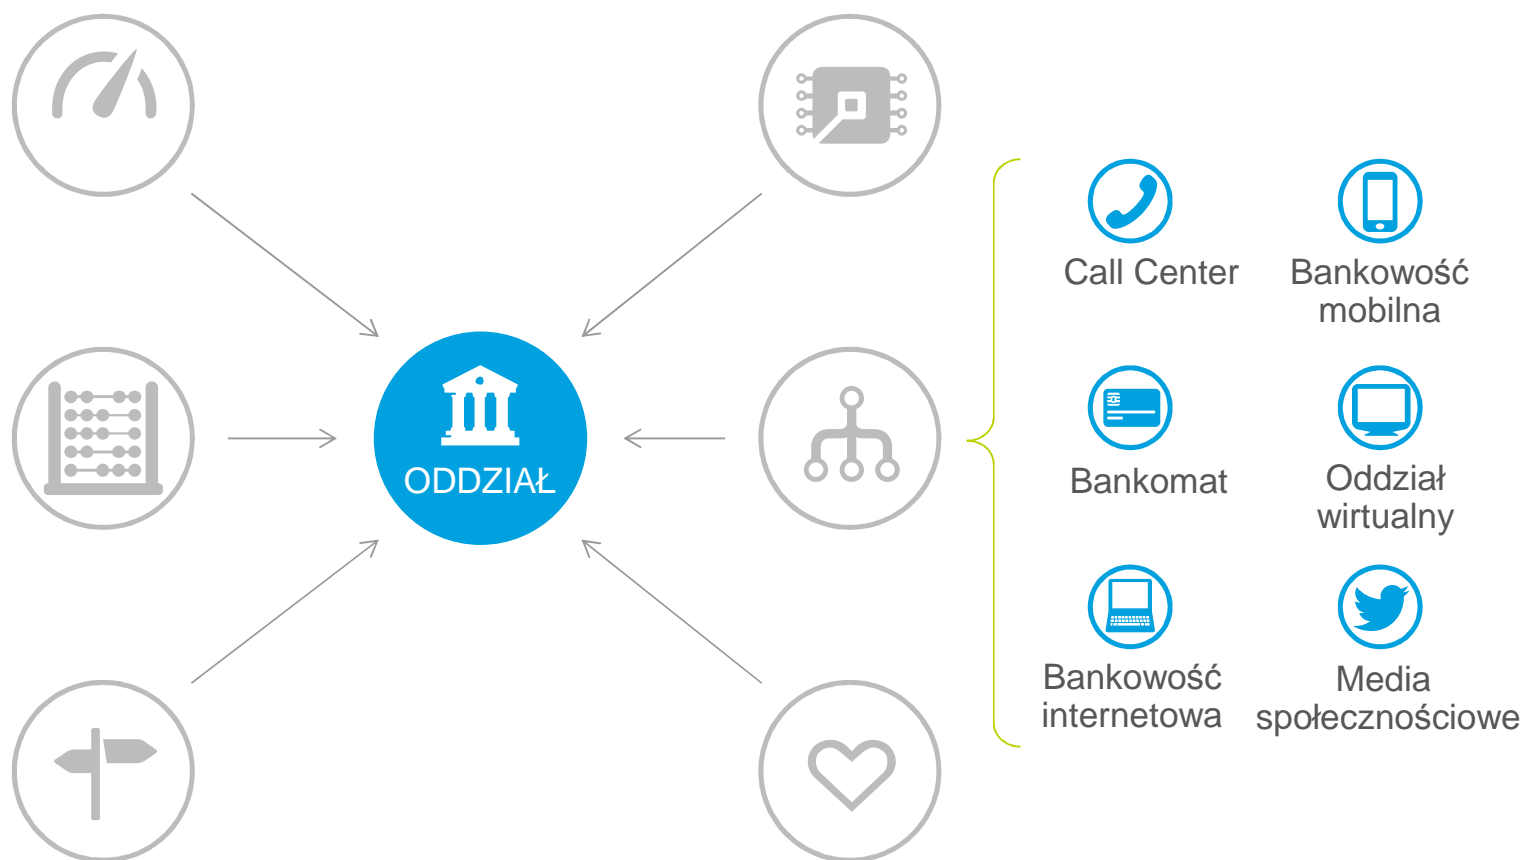 ODDZIAŁ
Call Center
Bankowość
mobilna
Bankomat
Oddział
wirtualny
Bankowość
internetowa
Media
społecznościowe